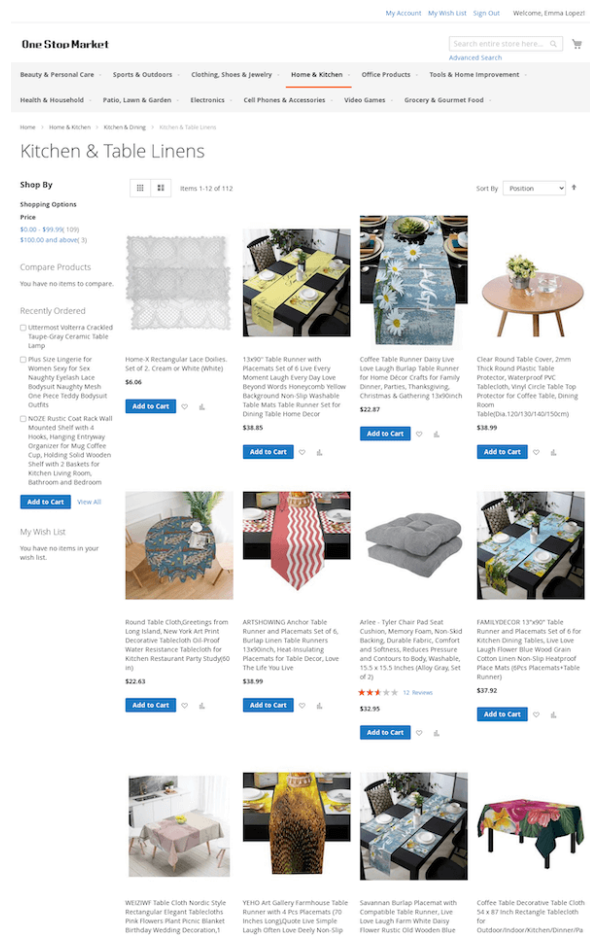 My Account My Wish List Sign Out Welcome, Emma Lopez!
One Stop Market
Search entire store here...
Advanced Search
Beauty & Personal Care Sports & Outdoors Clothing, Shoes & Jewelry Home & Kitchen Office Products Tools & Home Improvement
Health & Household Patio, Lawn & Garden Electronics Cell Phones & Accessories Video Games Grocery & Gourmet Food
Home Home & Kitchen Kitchen & Dining Kitchen & Table Linens
Kitchen & Table Linens
Shop By
Shopping Options
Price
$0.00 - $99.99( 109)
$100.00 and above( 3)
Compare Products
You have no items to compare.
Recently Ordered
Uttermost Volterra Crackled
Taupe-Gray Ceramic Table
Lamp
Plus Size Lingerie for
Women Sexy for Sex
Naughty Eyelash Lace
Bodysuit Naughty Mesh
One Piece Teddy Bodysuit
Outfits
NOZE Rustic Coat Rack Wall
Mounted Shelf with 4
Hooks, Hanging Entryway
Organizer for Mug Coffee
Cup, Holding Solid Wooden
Shelf with 2 Baskets for
Kitchen Living Room,
Bathroom and Bedroom
Add to Cart View All
My Wish List
You have no items in your
wish list.
Items 1-12 of 112
Sort By Position
Home-X Rectangular Lace Doilies.
Set of 2. Cream or White (White)
$6.06
Add to Cart
13x90" Table Runner with
Placemats Set of 6 Live Every
Moment Laugh Every Day Love
Beyond Words Honeycomb Yellow
Background Non-Slip Washable
Table Mats Table Runner Set for
Dining Table Home Decor
$38.85
Add to Cart
Laugh
Coffee Table Runner Daisy Live
Love Laugh Burlap Table Runner
for Home Décor Crafts for Family
Dinner, Parties, Thanksgiving,
Christmas & Gathering 13x90inch
$22.87
Add to Cart
Clear Round Table Cover, 2mm
Thick Round Plastic Table
Protector, Waterproof PVC
Tablecloth, Vinyl Circle Table Top
Protector for Coffee Table, Dining
Room
Table(Dia.120/130/140/150cm)
$38.99
Add to Cart
Round Table Cloth,Greetings from
Long Island, New York Art Print
Decorative Tablecloth Oil-Proof
Water Resistance Tablecloth for
Kitchen Restaurant Party Study(60
in)
$22.63
Add to Cart
ARTSHOWING Anchor Table
Runner and Placemats Set of 6,
Burlap Linen Table Runners
13x90inch, Heat-Insulating
Placemats for Table Decor, Love
The Life You Live
$38.99
Add to Cart
Arlee - Tyler Chair Pad Seat
Cushion, Memory Foam, Non-Skid
Backing, Durable Fabric, Comfort
and Softness, Reduces Pressure
and Contours to Body, Washable,
15.5 x 15.5 Inches (Alloy Gray, Set
of 2)
12 Reviews
$32.95
Add to Cart
FAMILYDECOR 13"x90" Table
Runner and Placemats Set of 6 for
Kitchen Dining Tables, Live Love
Laugh Flower Blue Wood Grain
Cotton Linen Non-Slip Heatproof
Place Mats (6Pcs Placemats+Table
Runner)
$37.92
Add to Cart
WEIZIWF Table Cloth Nordic Style
Rectangular Elegant Tablecloths
Pink Flowers Plant Picnic Blanket
Birthday Wedding Decoration,1
YEHO Art Gallery Farmhouse Table
Runner with 4 Pcs Placemats (70
Inches Long),Quote Live Simple
Laugh Often Love Deely Non-Slip
Savannan Burlap Placemat with
Compatible Table Runner, Live
Love Laugh Farm White Daisy
Flower Rustic Old Wooden Blue
Coffee Table Decorative Table Cloth
54 x 87 Inch Rectangle Tablecloth
for
Outdoor/Indoor/Kitchen/Dinner/Pa